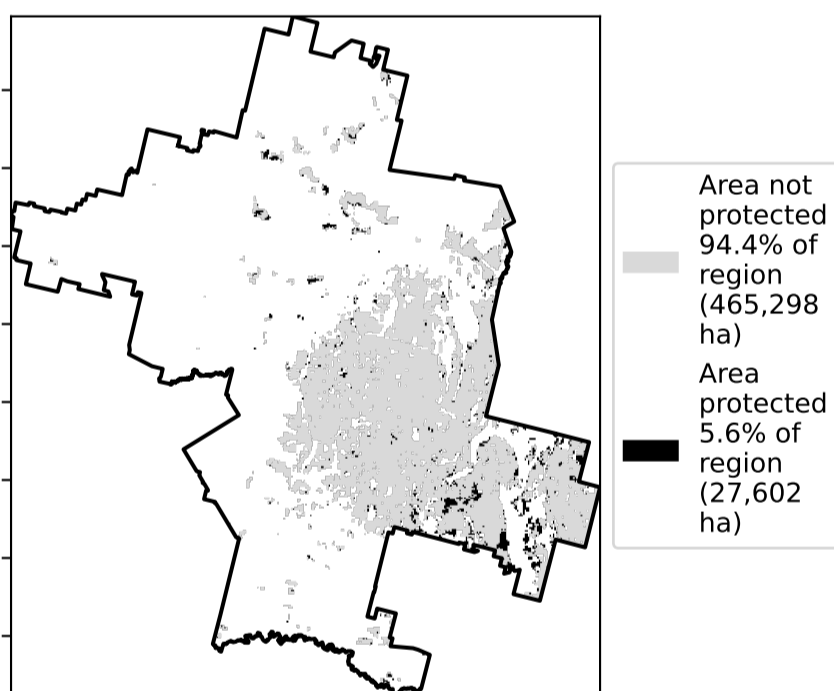 Area not
protected
94.4% of
region
(465,298
ha)
Area
protected
5.6% of
region
(27,602
ha)